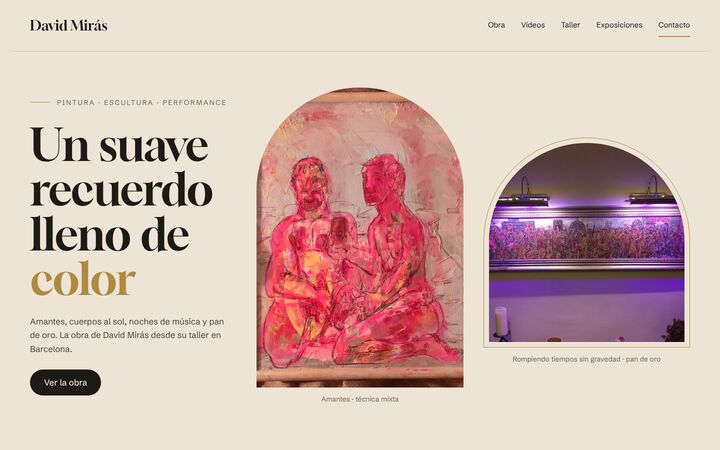 David Mirás
Obra
Vídeos
Taller
Exposiciones
Contacto
PINTURA · ESCULTURA · PERFORMANCE
Un suave
recuerdo
lleno de
color
Amantes, cuerpos al sol, noches de música y pan
de oro. La obra de David Mirás desde su taller en
Barcelona.
Ver la obra
Amantes · técnica mixta
Rompiendo tiempos sin gravedad · pan de oro